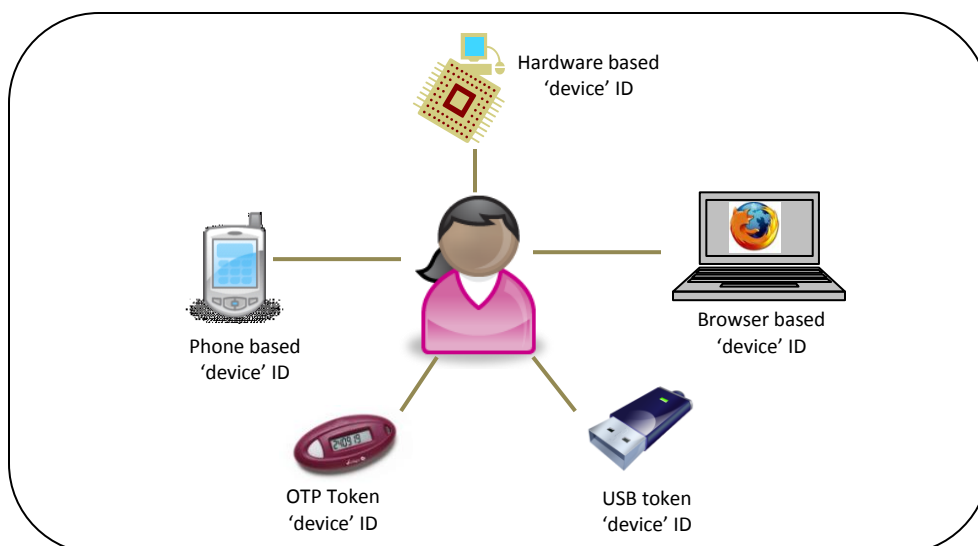 Hardware based
‘device’ ID
Phone based
‘device’ ID
Browser based
‘device’ ID
OTP Token
‘device’ ID
USB token
‘device’ ID